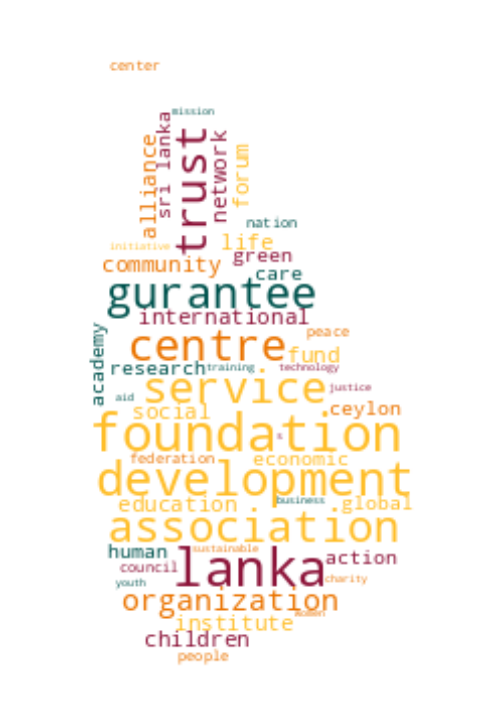 center
mission
alliance
sri lanka
trust
network
forum
nation
initiative
life
green
community
care
gurantee
international
peace
centre
fund
academy
research
training
technology
service
justice
aid
social
ceylon
foundation
federation
economic
development
education
business
global
association
human
sustainable
lanka
action
council
youth
charity
organization
women
institute
children
people